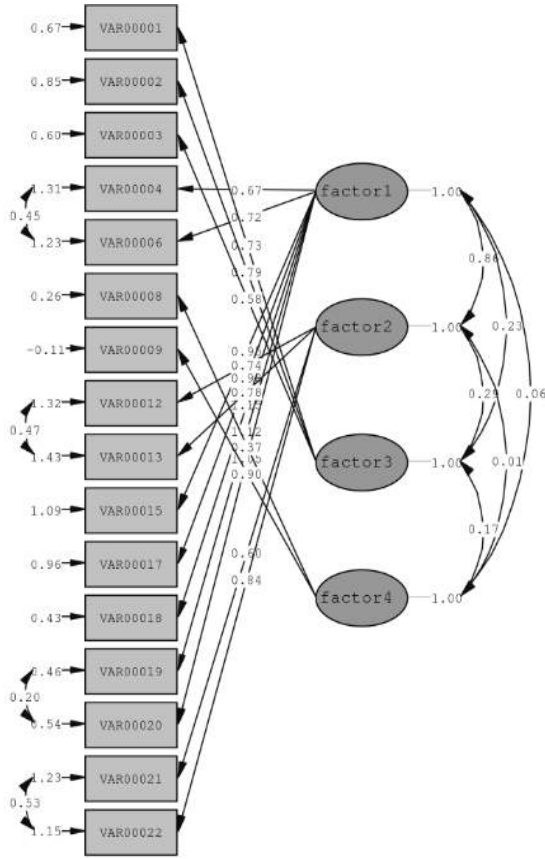 0.67 VAR00001
0.85 VAR00002
0.60 VAR00003
1.31 VAR00004 0.67 factor1 1.00
0.45
1.23 VAR00006 0.72
0.73
0.86
0.26 VAR00008 0.79
0.58
factor2 1.00 0.23
-0.11 VAR00009
0.74
1.32 VAR00012 0.78 0.29 0.06
0.47
1.43 VAR00013 0.37 factor3 1.00 0.01
0.90
1.09 VAR00015
0.17
0.96 VAR00017 0.60
0.84 factor4 1.00
0.43 VAR00018
0.46 VAR00019
0.20
0.54 VAR00020
1.23 VAR00021
0.53
1.15 VAR00022